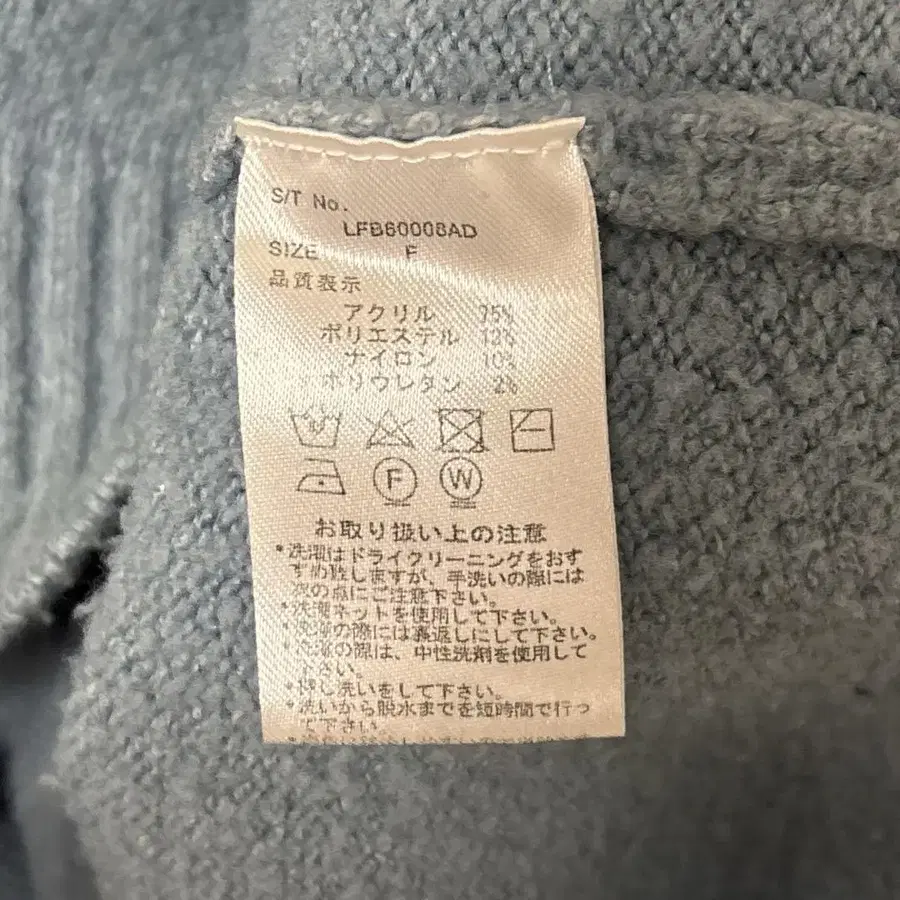 S/T No.
LFB60008AD
SIZE F
品質表示
アクリル 75%
ポリエステル 12%
ナイロン 10%
ポリウレタン 2%
F W
お取り扱い上の注意
*洗濯はドライクリーニングをおす
すめ致しますが、手洗いの際には
次の点にご注意下さい。
*洗濯ネットを使用して下さい。
*洗濯の際には裏返しにして下さい。
*洗濯の際は、中性洗剤を使用して
下さい。
*押し洗いをして下さい。
*洗いから脱水までを短時間で行っ
て下さい